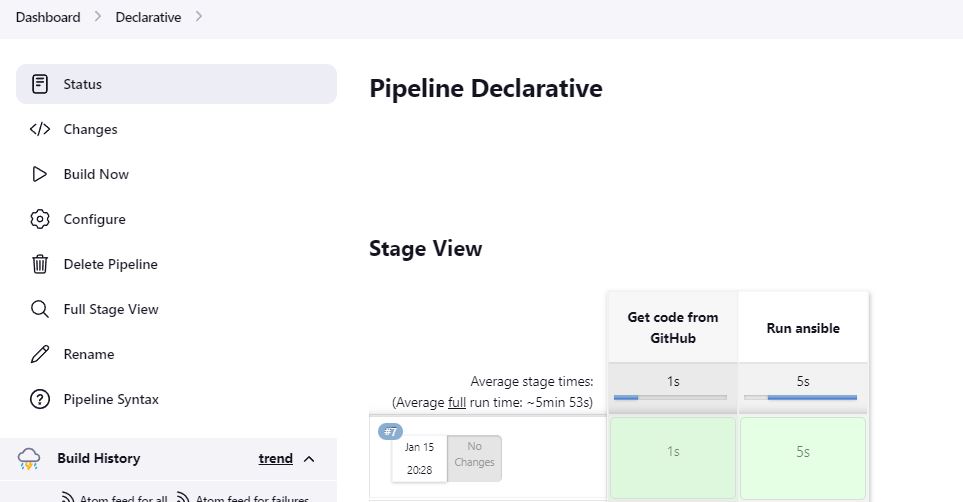 Dashboard > Declarative >
Status
Changes
Build Now
Configure
Delete Pipeline
Full Stage View
Rename
Pipeline Syntax
Build History trend
Atom feed for all Atom feed for failures
Pipeline Declarative
Stage View
Get code from
GitHub
Run ansible
Average stage times:
(Average full run time: ~5min 53s)
1s
5s
#7
Jan 15
20:28
No
Changes
1s
5s